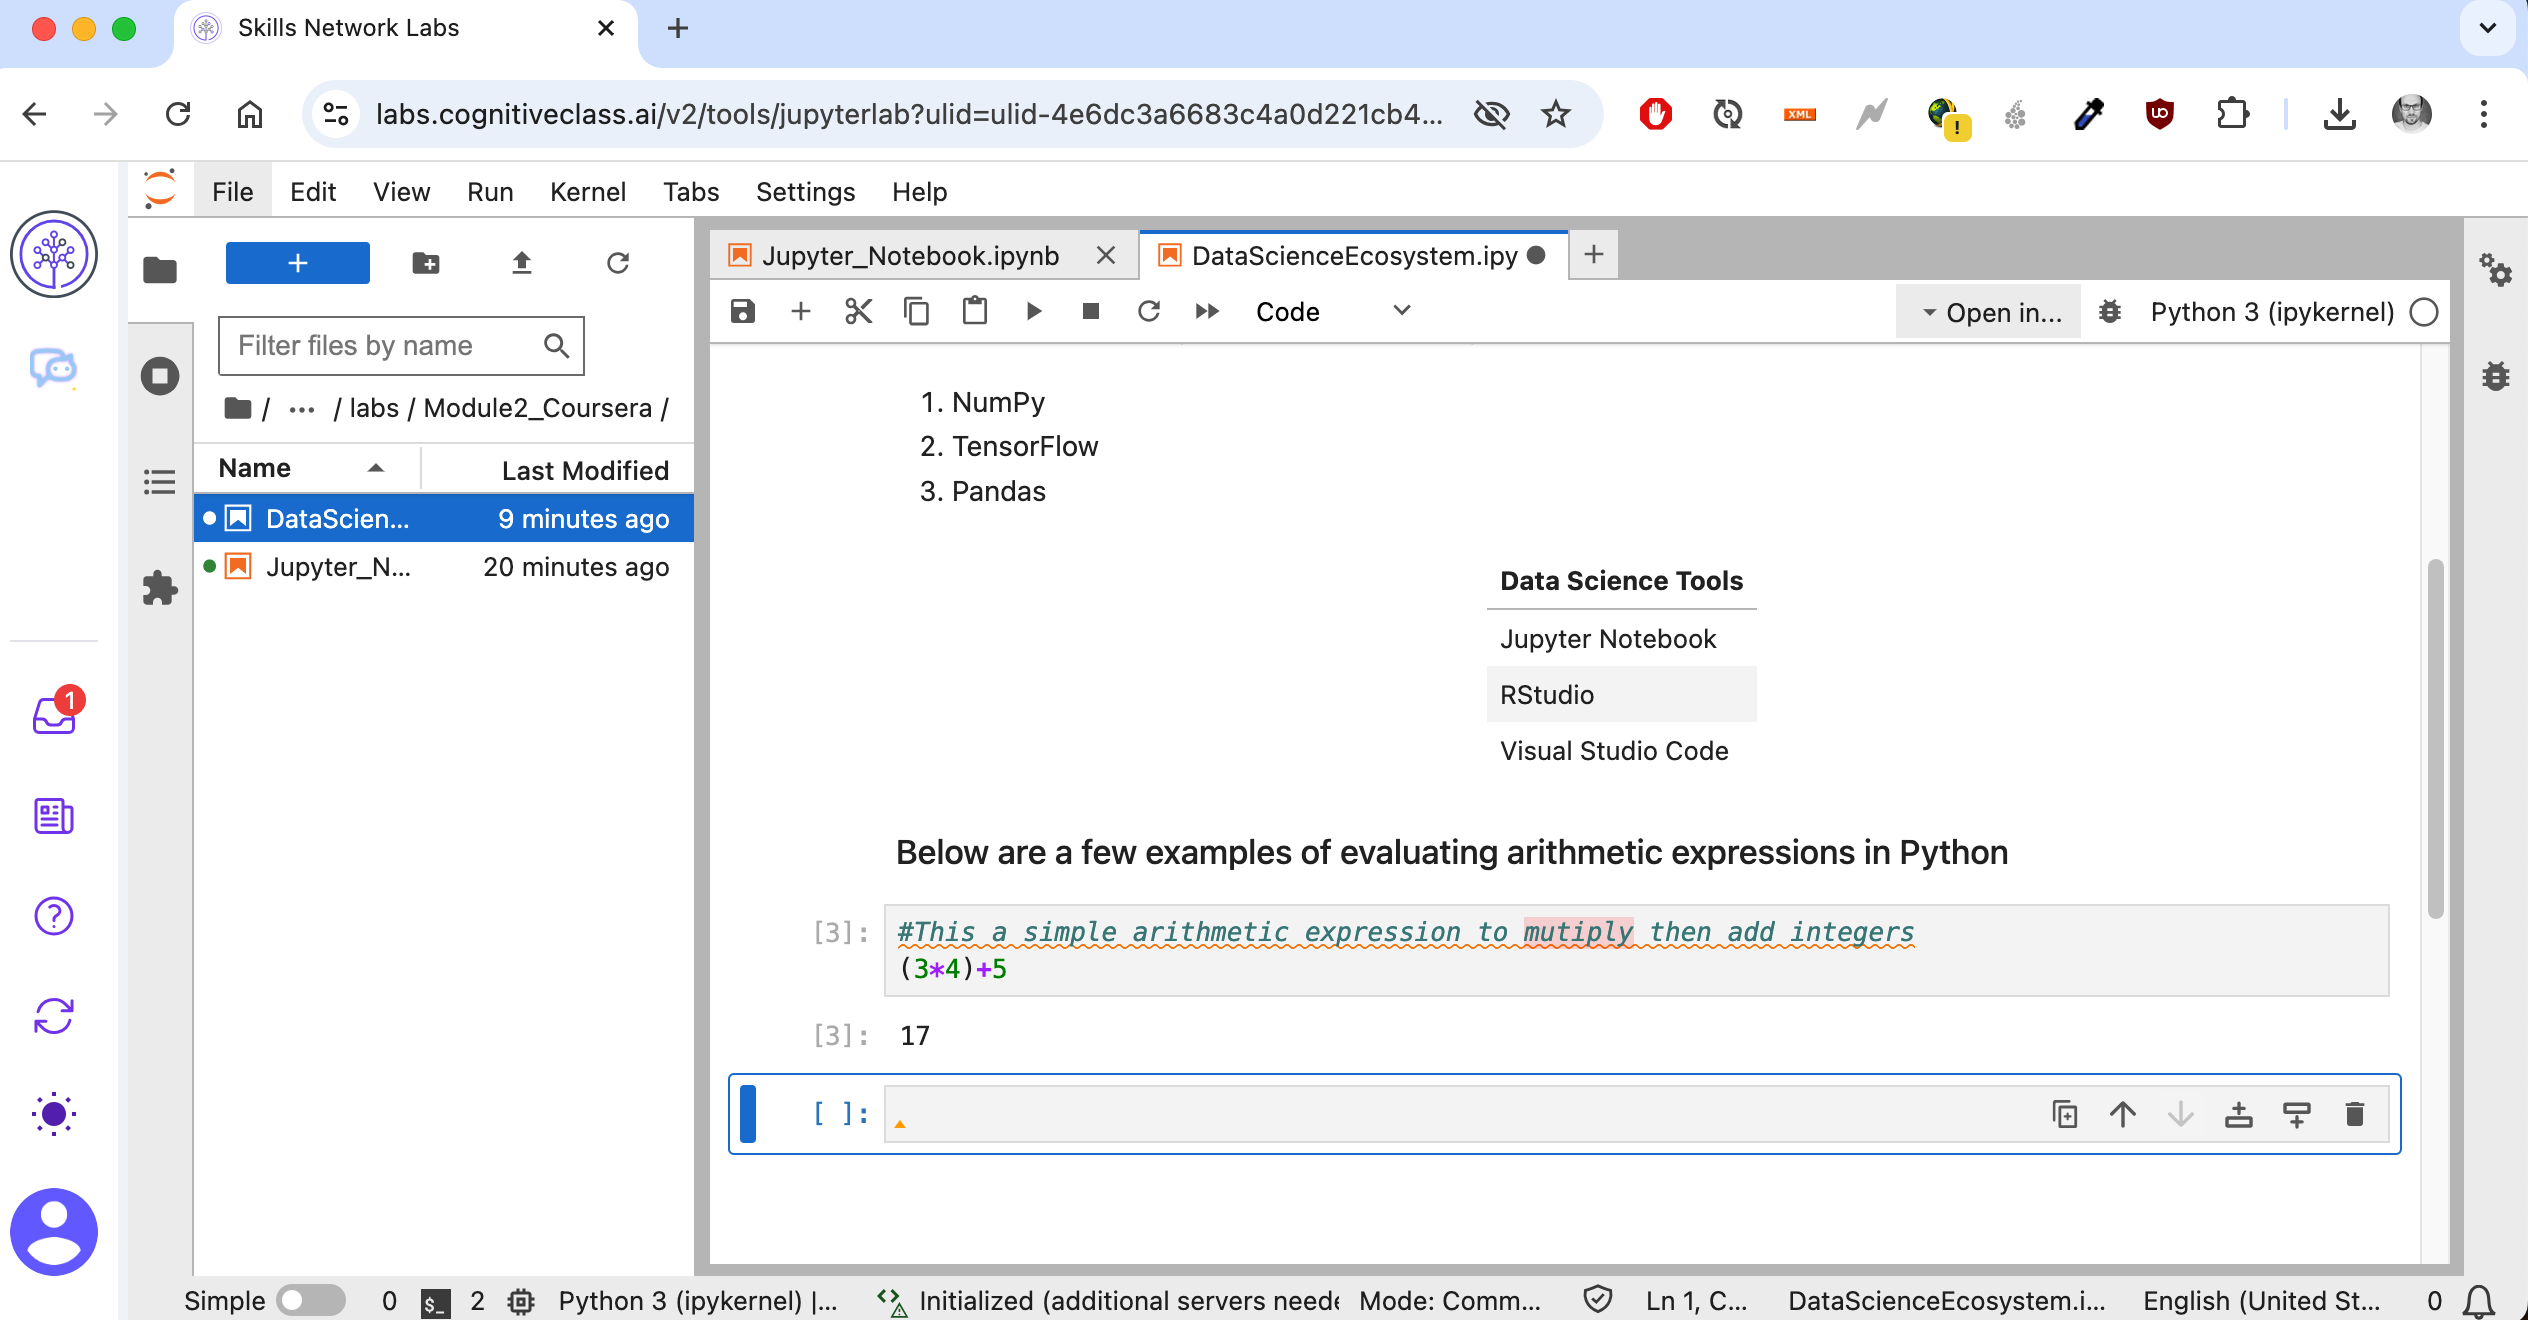 Skills Network Labs
labs.cognitiveclass.ai/v2/tools/jupyterlab?ulid=ulid-4e6dc3a6683c4a0d221cb4...
XML
!
UO
File Edit View Run Kernel Tabs Settings Help
Jupyter_Notebook.ipynb
DataScienceEcosystem.ipy
Code
Open in...
Python 3 (ipykernel)
Filter files by name
/ ... / labs / Module2_Coursera /
Name Last Modified
DataScien... 9 minutes ago
Jupyter_N... 20 minutes ago
1. NumPy
2. TensorFlow
3. Pandas
Data Science Tools
Jupyter Notebook
RStudio
Visual Studio Code
Below are a few examples of evaluating arithmetic expressions in Python
[3]: #This a simple arithmetic expression to mutiply then add integers
(3*4)+5
[3]: 17
[ ]:
1
Simple 0 $_ 2 Python 3 (ipykernel) |... Initialized (additional servers neede Mode: Comm... Ln 1, C... DataScienceEcosystem.i... English (United St... 0